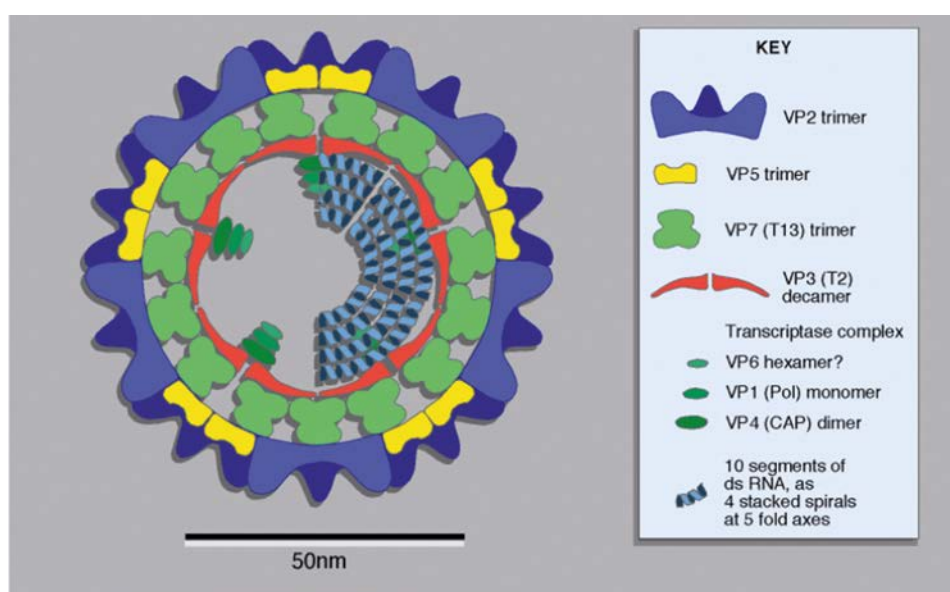 KEY
VP2 trimer
VP5 trimer
VP7 (T13) trimer
VP3 (T2)
decamer
Transcriptase complex
VP6 hexamer?
VP1 (Pol) monomer
VP4 (CAP) dimer
10 segments of
ds RNA, as
4 stacked spirals
at 5 fold axes
50nm